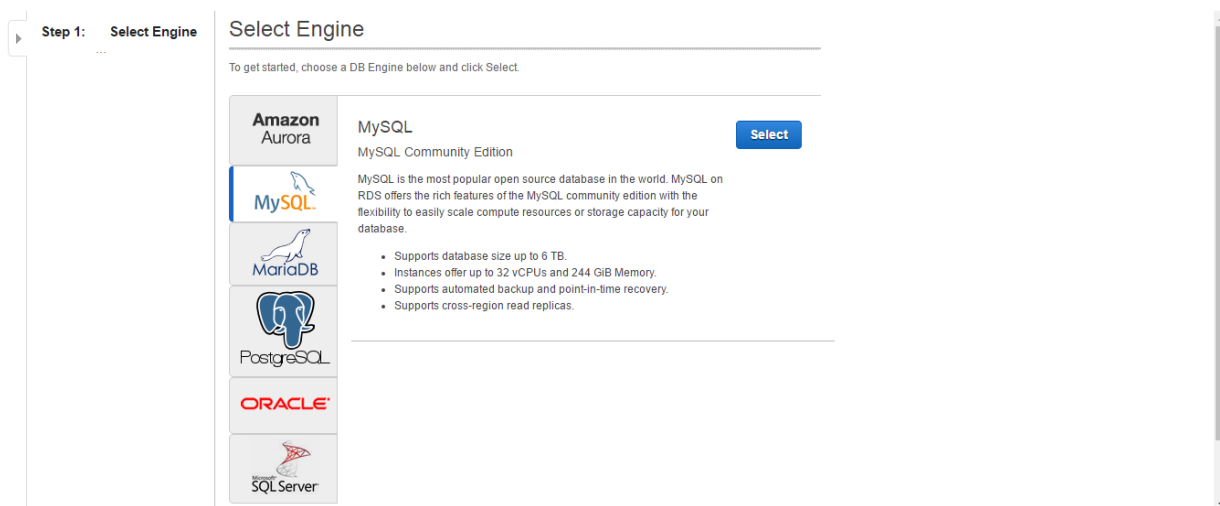 Step 1: Select Engine
...
Select Engine
To get started, choose a DB Engine below and click Select.
Amazon
Aurora
MySQL
MariaDB
PostgreSQL
ORACLE
Microsoft
SQL Server
MySQL
Select
MySQL Community Edition
MySQL is the most popular open source database in the world. MySQL on
RDS offers the rich features of the MySQL community edition with the
flexibility to easily scale compute resources or storage capacity for your
database.
• Supports database size up to 6 TB.
• Instances offer up to 32 vCPUs and 244 GiB Memory.
• Supports automated backup and point-in-time recovery.
• Supports cross-region read replicas.